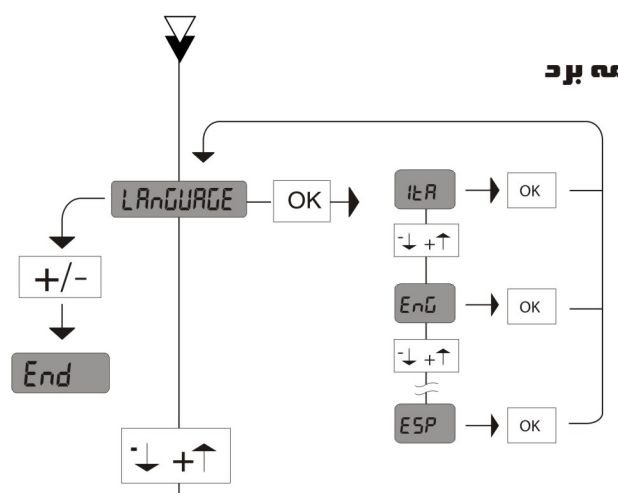 برد
LAnGUAGE
OK
ItA
OK
-↓ +↑
+/-
EnG
OK
-↓ +↑
End
ESP
OK
-↓ +↑